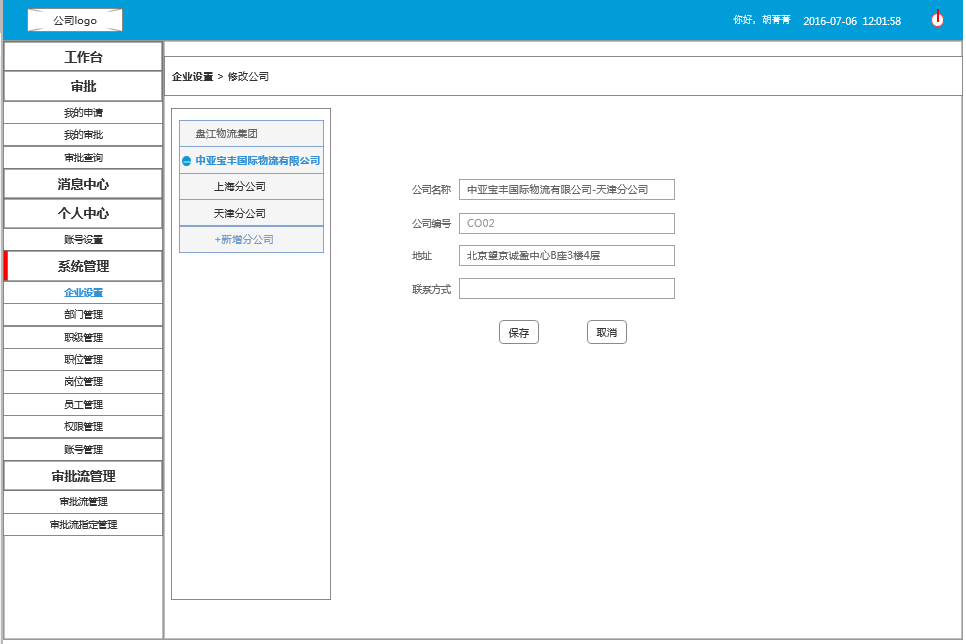 公司logo
你好，胡菁菁 2016-07-06 12:01:58
工作台
审批
我的申请
我的审批
审批查询
消息中心
个人中心
账号设置
系统管理
企业设置
部门管理
职级管理
职位管理
岗位管理
员工管理
权限管理
账号管理
审批流管理
审批流管理
审批流指定管理
企业设置 > 修改公司
盘江物流集团
中亚宝丰国际物流有限公司
上海分公司
天津分公司
+新增分公司
公司名称 中亚宝丰国际物流有限公司-天津分公司
公司编号 CO02
地址 北京望京诚盈中心B座3楼4层
联系方式
保存 取消